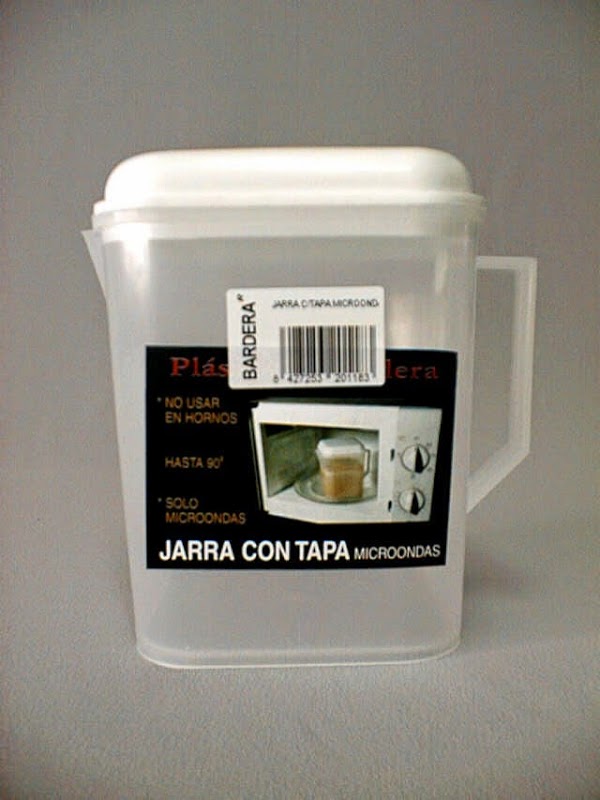 BARDERA
JARRA C/TAPA MICROOND
8 427253 201183
Plás dera
* NO USAR
EN HORNOS
HASTA 90º
* SOLO
MICROONDAS
JARRA CON TAPA MICROONDAS